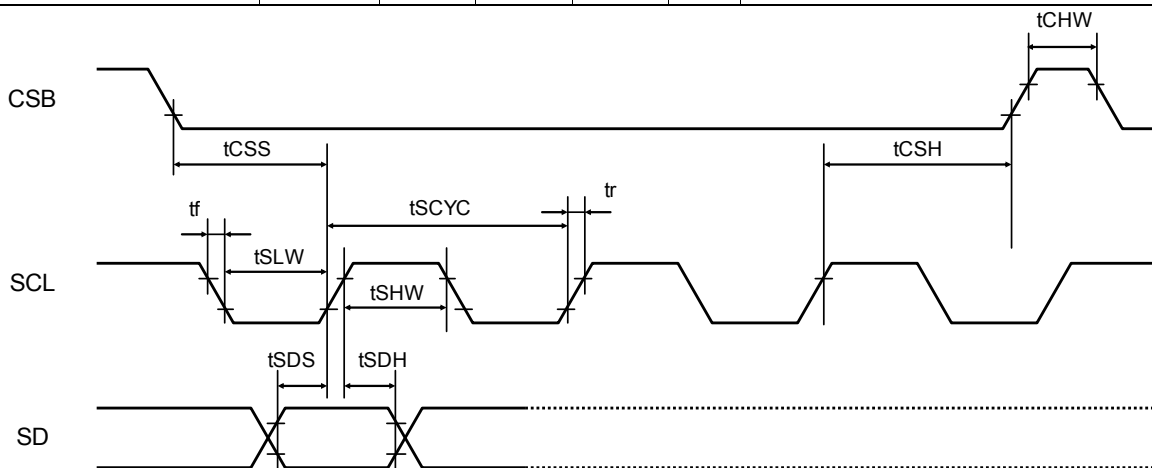 tCHW
CSB
tCSS
tCSH
tf
tSCYC
tr
tSLW
SCL
tSHW
tSDS
tSDH
SD